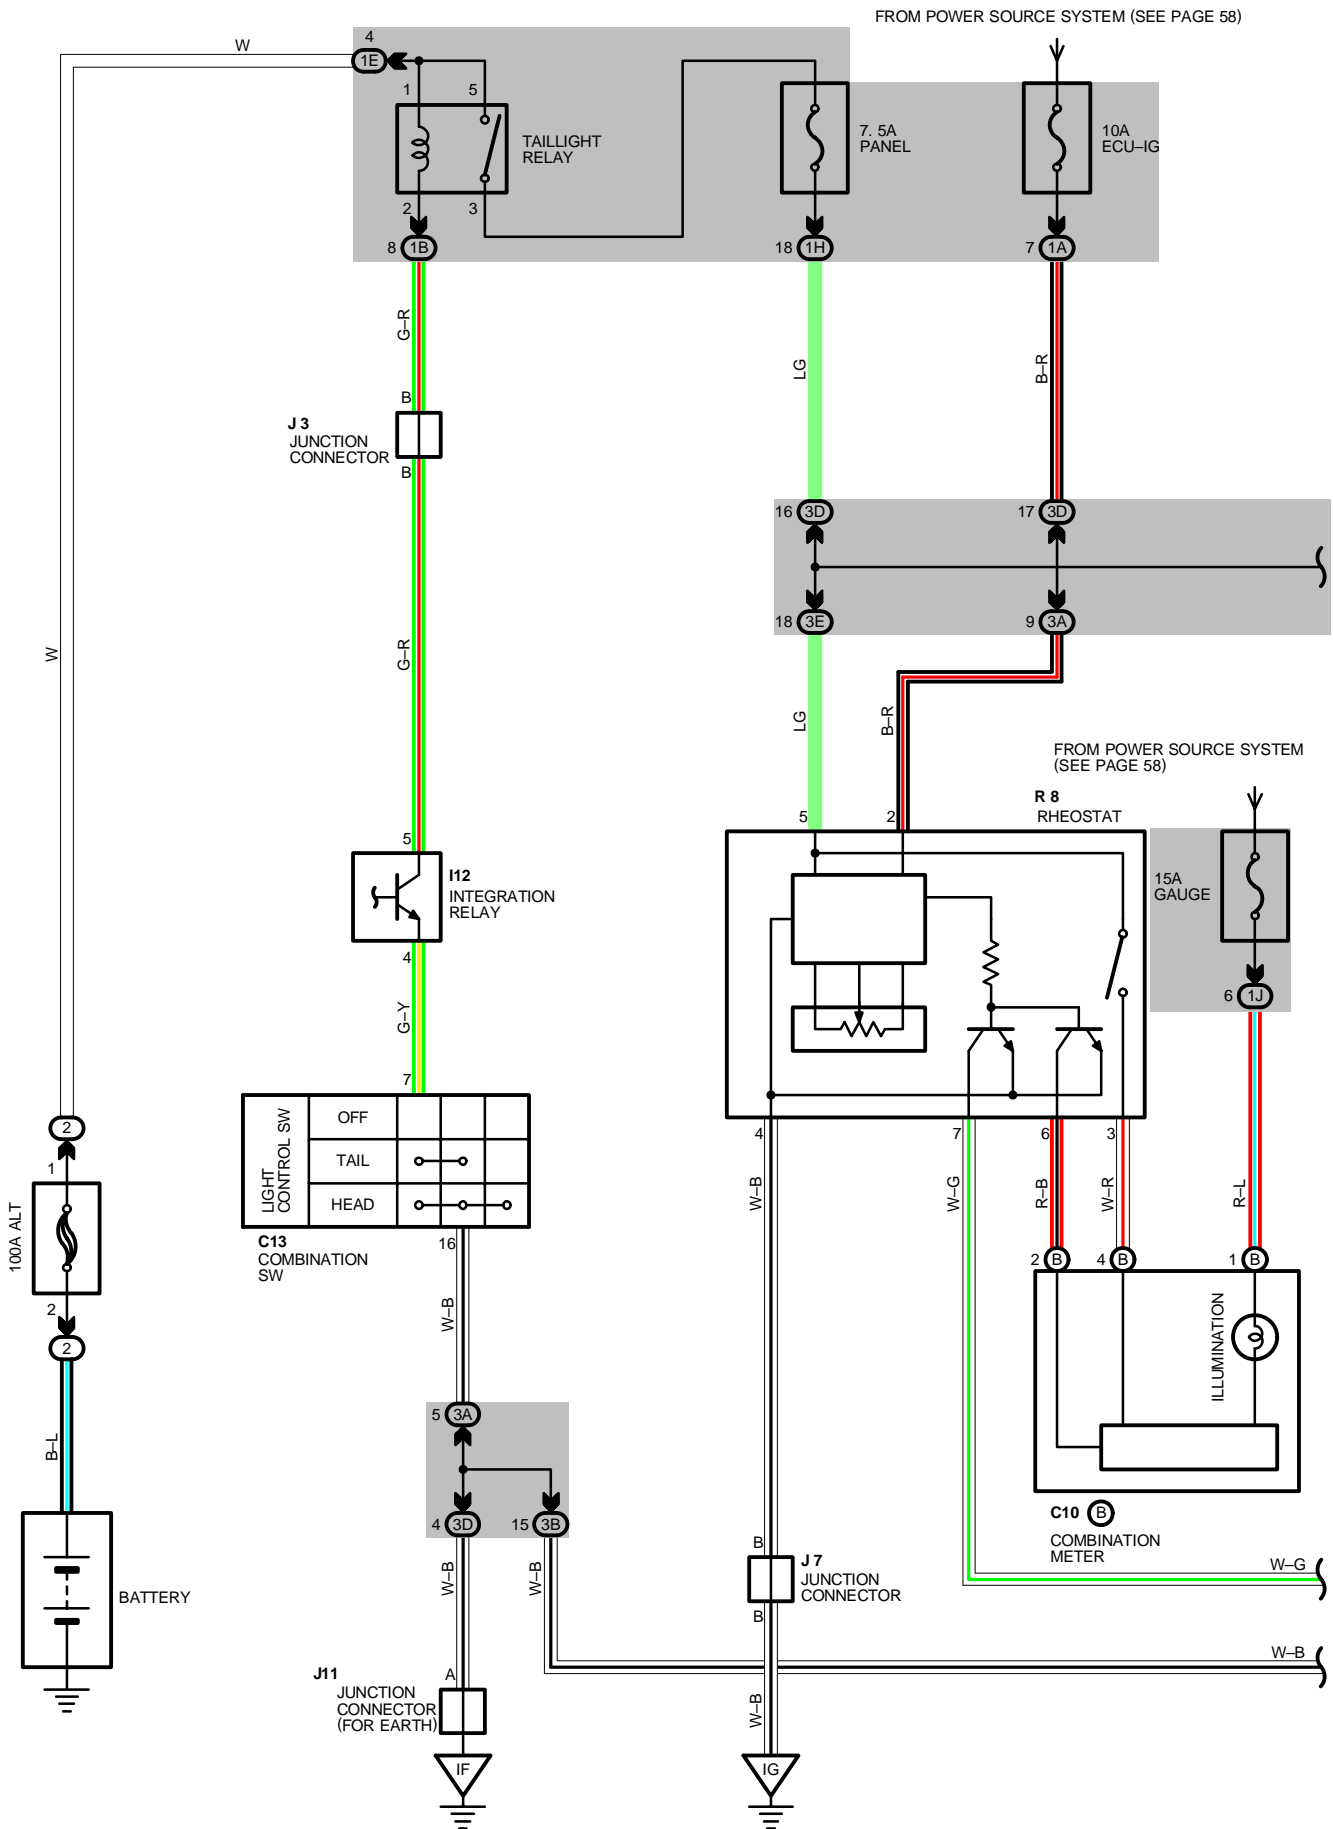 FROM POWER SOURCE SYSTEM (SEE PAGE 58)
W
4
1E
1
5
TAILLIGHT
RELAY
7. 5A
PANEL
10A
ECU–IG
2
3
8
1B
18
1H
7
1A
G–R
LG
B–R
B
J 3
JUNCTION
CONNECTOR
B
16
3D
17
3D
18
3E
9
3A
W
G–R
LG
B–R
FROM POWER SOURCE SYSTEM
(SEE PAGE 58)
R 8
RHEOSTAT
5
2
5
I12
INTEGRATION
RELAY
4
15A
GAUGE
6
1J
G–Y
7
LIGHT
CONTROL SW
OFF
TAIL
HEAD
C13
COMBINATION
SW
16
2
1
100A ALT
2
2
4
7
6
3
W–B
W–G
R–B
W–R
R–L
2
B
4
B
1
B
ILLUMINATION
W–B
5
3A
4
3D
15
3B
B–L
BATTERY
C10
B
COMBINATION
METER
W–G
W–B
W–B
B
J 7
JUNCTION
CONNECTOR
B
W–B
J11
JUNCTION
CONNECTOR
(FOR EARTH)
A
W–B
IF
IG